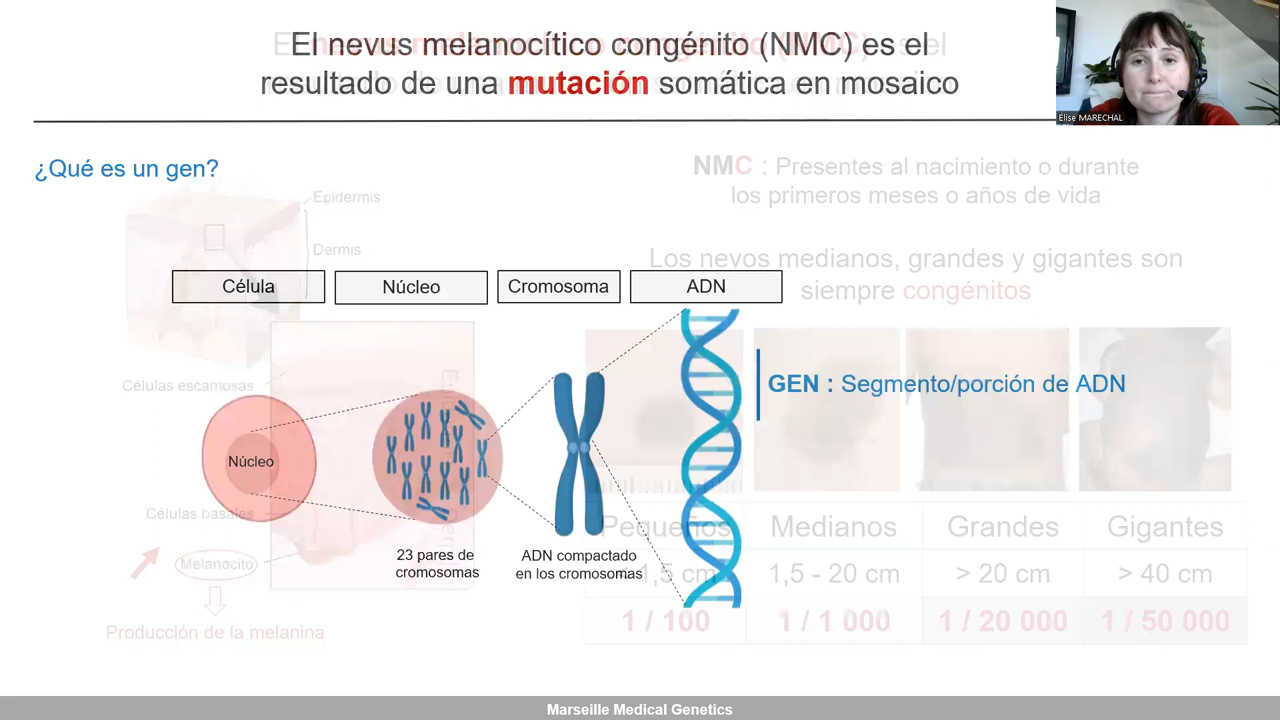 El nevus melanocítico congénito (NMC) es el
resultado de una mutación somática en mosaico
Élise MARECHAL
¿Qué es un gen?
NMC : Presentes al nacimiento o durante
los primeros meses o años de vida
Epidermis
Dermis
Los nevos medianos, grandes y gigantes son
siempre congénitos
Célula
Núcleo
Cromosoma
ADN
GEN : Segmento/porción de ADN
Células escamosas
Núcleo
Células basales
Melanocito
Producción de la melanina
23 pares de
cromosomas
ADN compactado
en los cromosomas
Pequeños
Medianos
Grandes
Gigantes
1,5 cm
1,5 - 20 cm
> 20 cm
> 40 cm
1 / 100
1 / 1 000
1 / 20 000
1 / 50 000
Marseille Medical Genetics